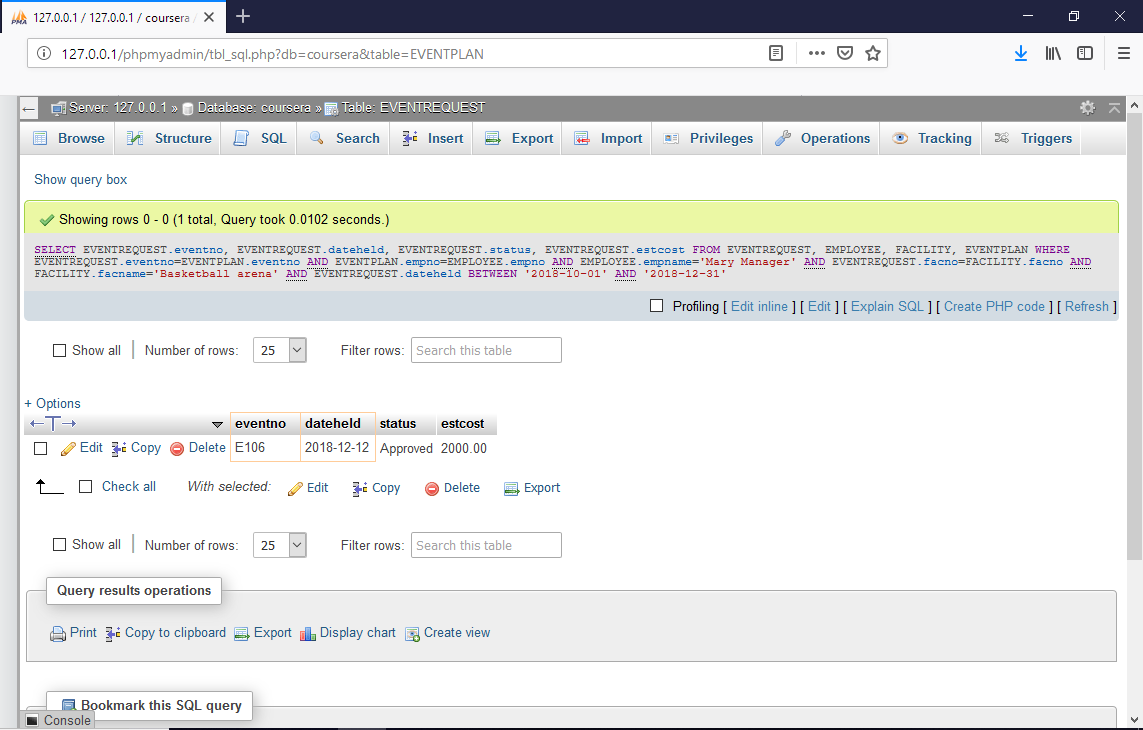 127.0.0.1 / 127.0.0.1 / coursera
127.0.0.1/phpmyadmin/tbl_sql.php?db=coursera&table=EVENTPLAN
Server: 127.0.0.1 » Database: coursera » Table: EVENTREQUEST
Browse Structure SQL Search Insert Export Import Privileges Operations Tracking Triggers
Show query box
Showing rows 0 - 0 (1 total, Query took 0.0102 seconds.)
SELECT EVENTREQUEST.eventno, EVENTREQUEST.dateheld, EVENTREQUEST.status, EVENTREQUEST.estcost FROM EVENTREQUEST, EMPLOYEE, FACILITY, EVENTPLAN WHERE
EVENTREQUEST.eventno=EVENTPLAN.eventno AND EVENTPLAN.empno=EMPLOYEE.empno AND EMPLOYEE.empname='Mary Manager' AND EVENTREQUEST.facno=FACILITY.facno AND
FACILITY.facname='Basketball arena' AND EVENTREQUEST.dateheld BETWEEN '2018-10-01' AND '2018-12-31'
Profiling [ Edit inline ] [ Edit ] [ Explain SQL ] [ Create PHP code ] [ Refresh ]
Show all Number of rows: 25 Filter rows: Search this table
+ Options
←T→ eventno dateheld status estcost
Edit Copy Delete E106 2018-12-12 Approved 2000.00
Check all With selected: Edit Copy Delete Export
Show all Number of rows: 25 Filter rows: Search this table
Query results operations
Print Copy to clipboard Export Display chart Create view
Bookmark this SQL query
Console